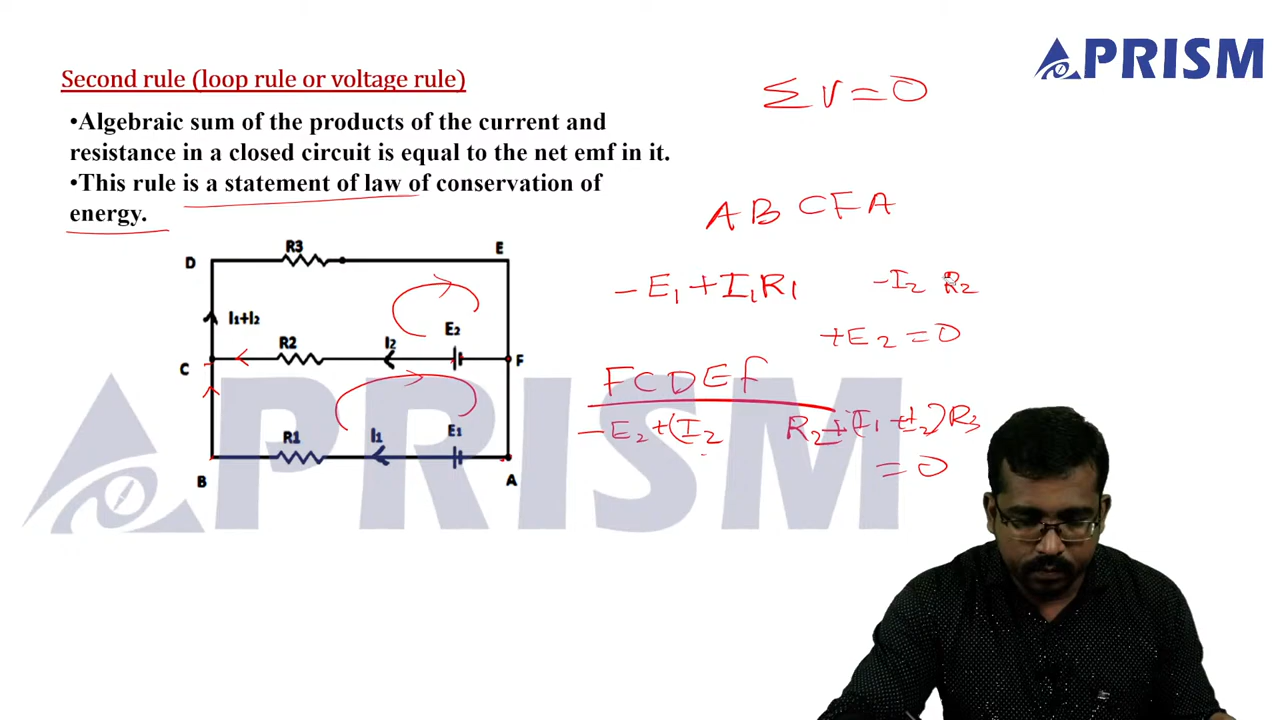 PRISM
Second rule (loop rule or voltage rule)
Σ V = 0
•Algebraic sum of the products of the current and
resistance in a closed circuit is equal to the net emf in it.
•This rule is a statement of law of conservation of
energy.
A B C F A
R3
D
E
- E₁ + I₁R₁ - I₂ R₂
+E₂ = 0
I1+I2
R2
I2
E2
C
F
F C D E f
- E₂ + (I₂ R₂ + (I₁ + I₂) R₃
= 0
R1
I1
E1
B
A
PRISM